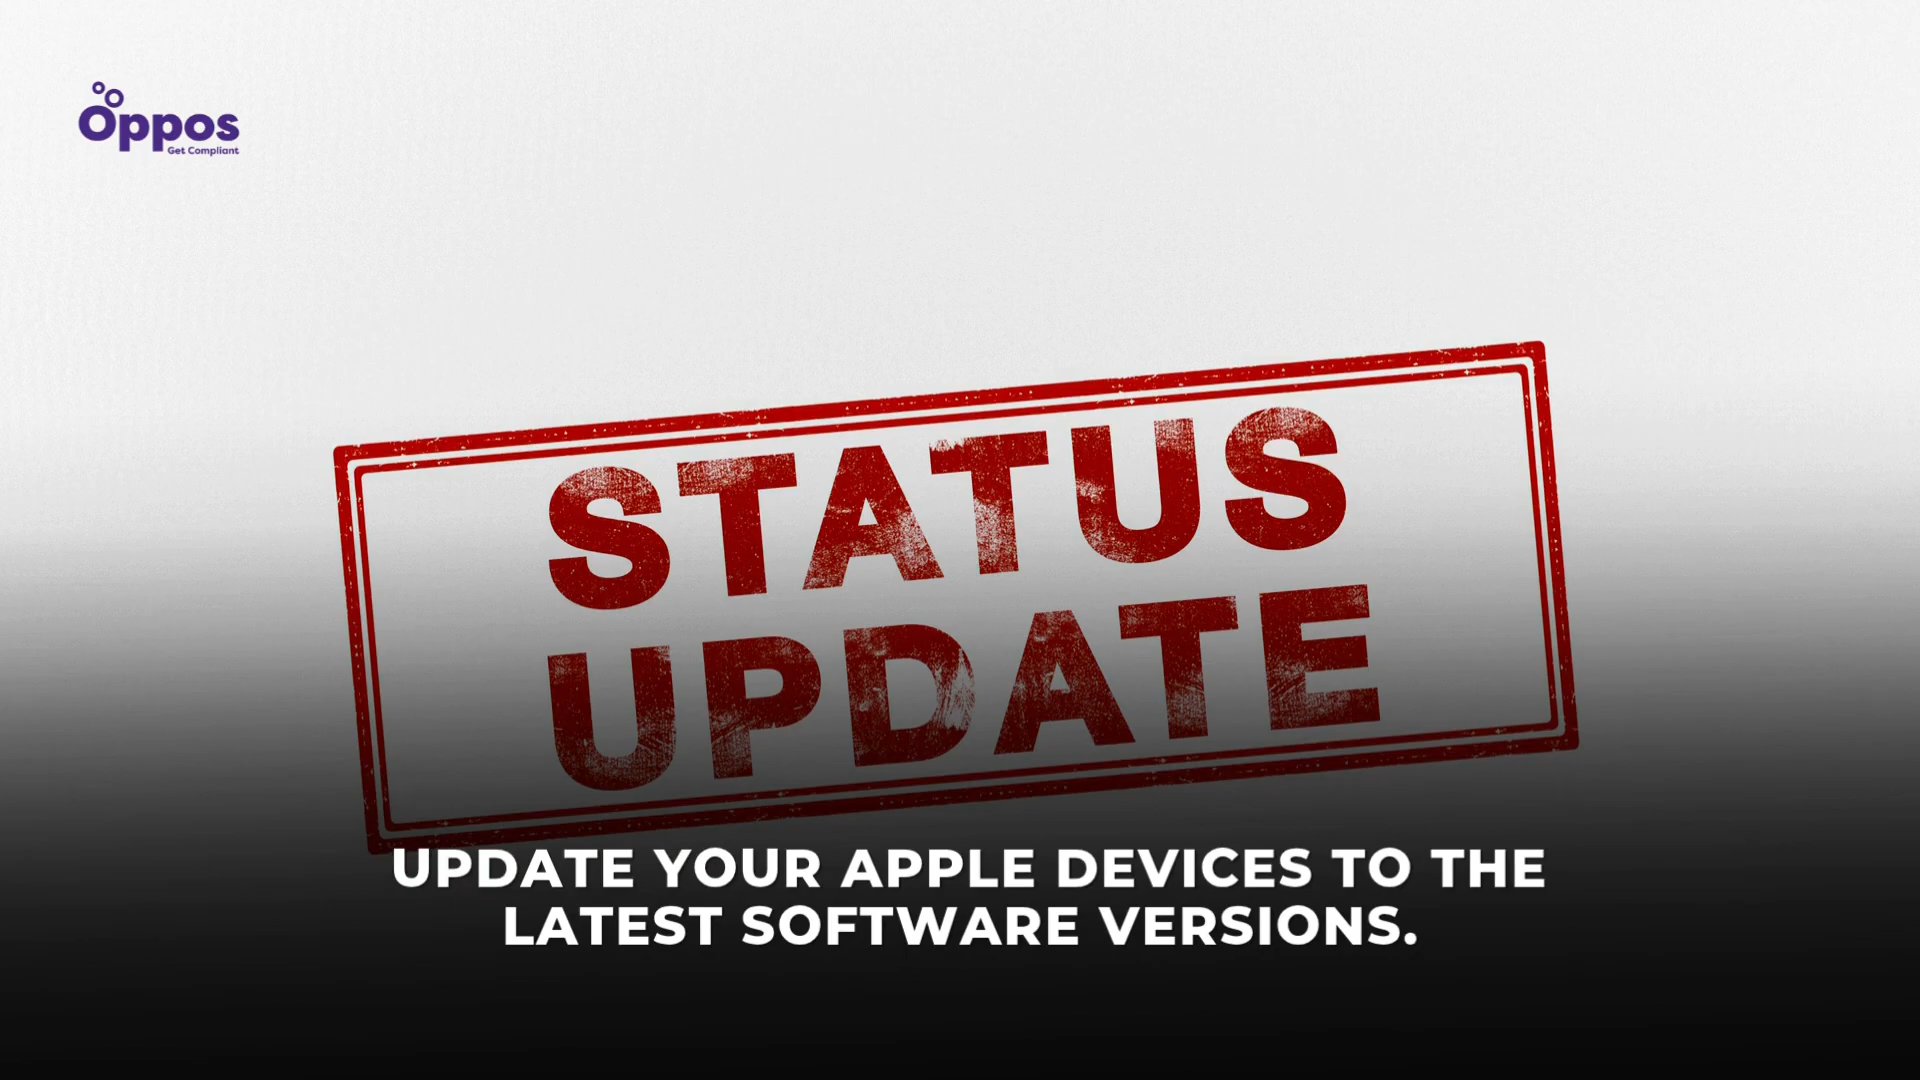 Oppos
Get Compliant
STATUS
UPDATE
UPDATE YOUR APPLE DEVICES TO THE
LATEST SOFTWARE VERSIONS.